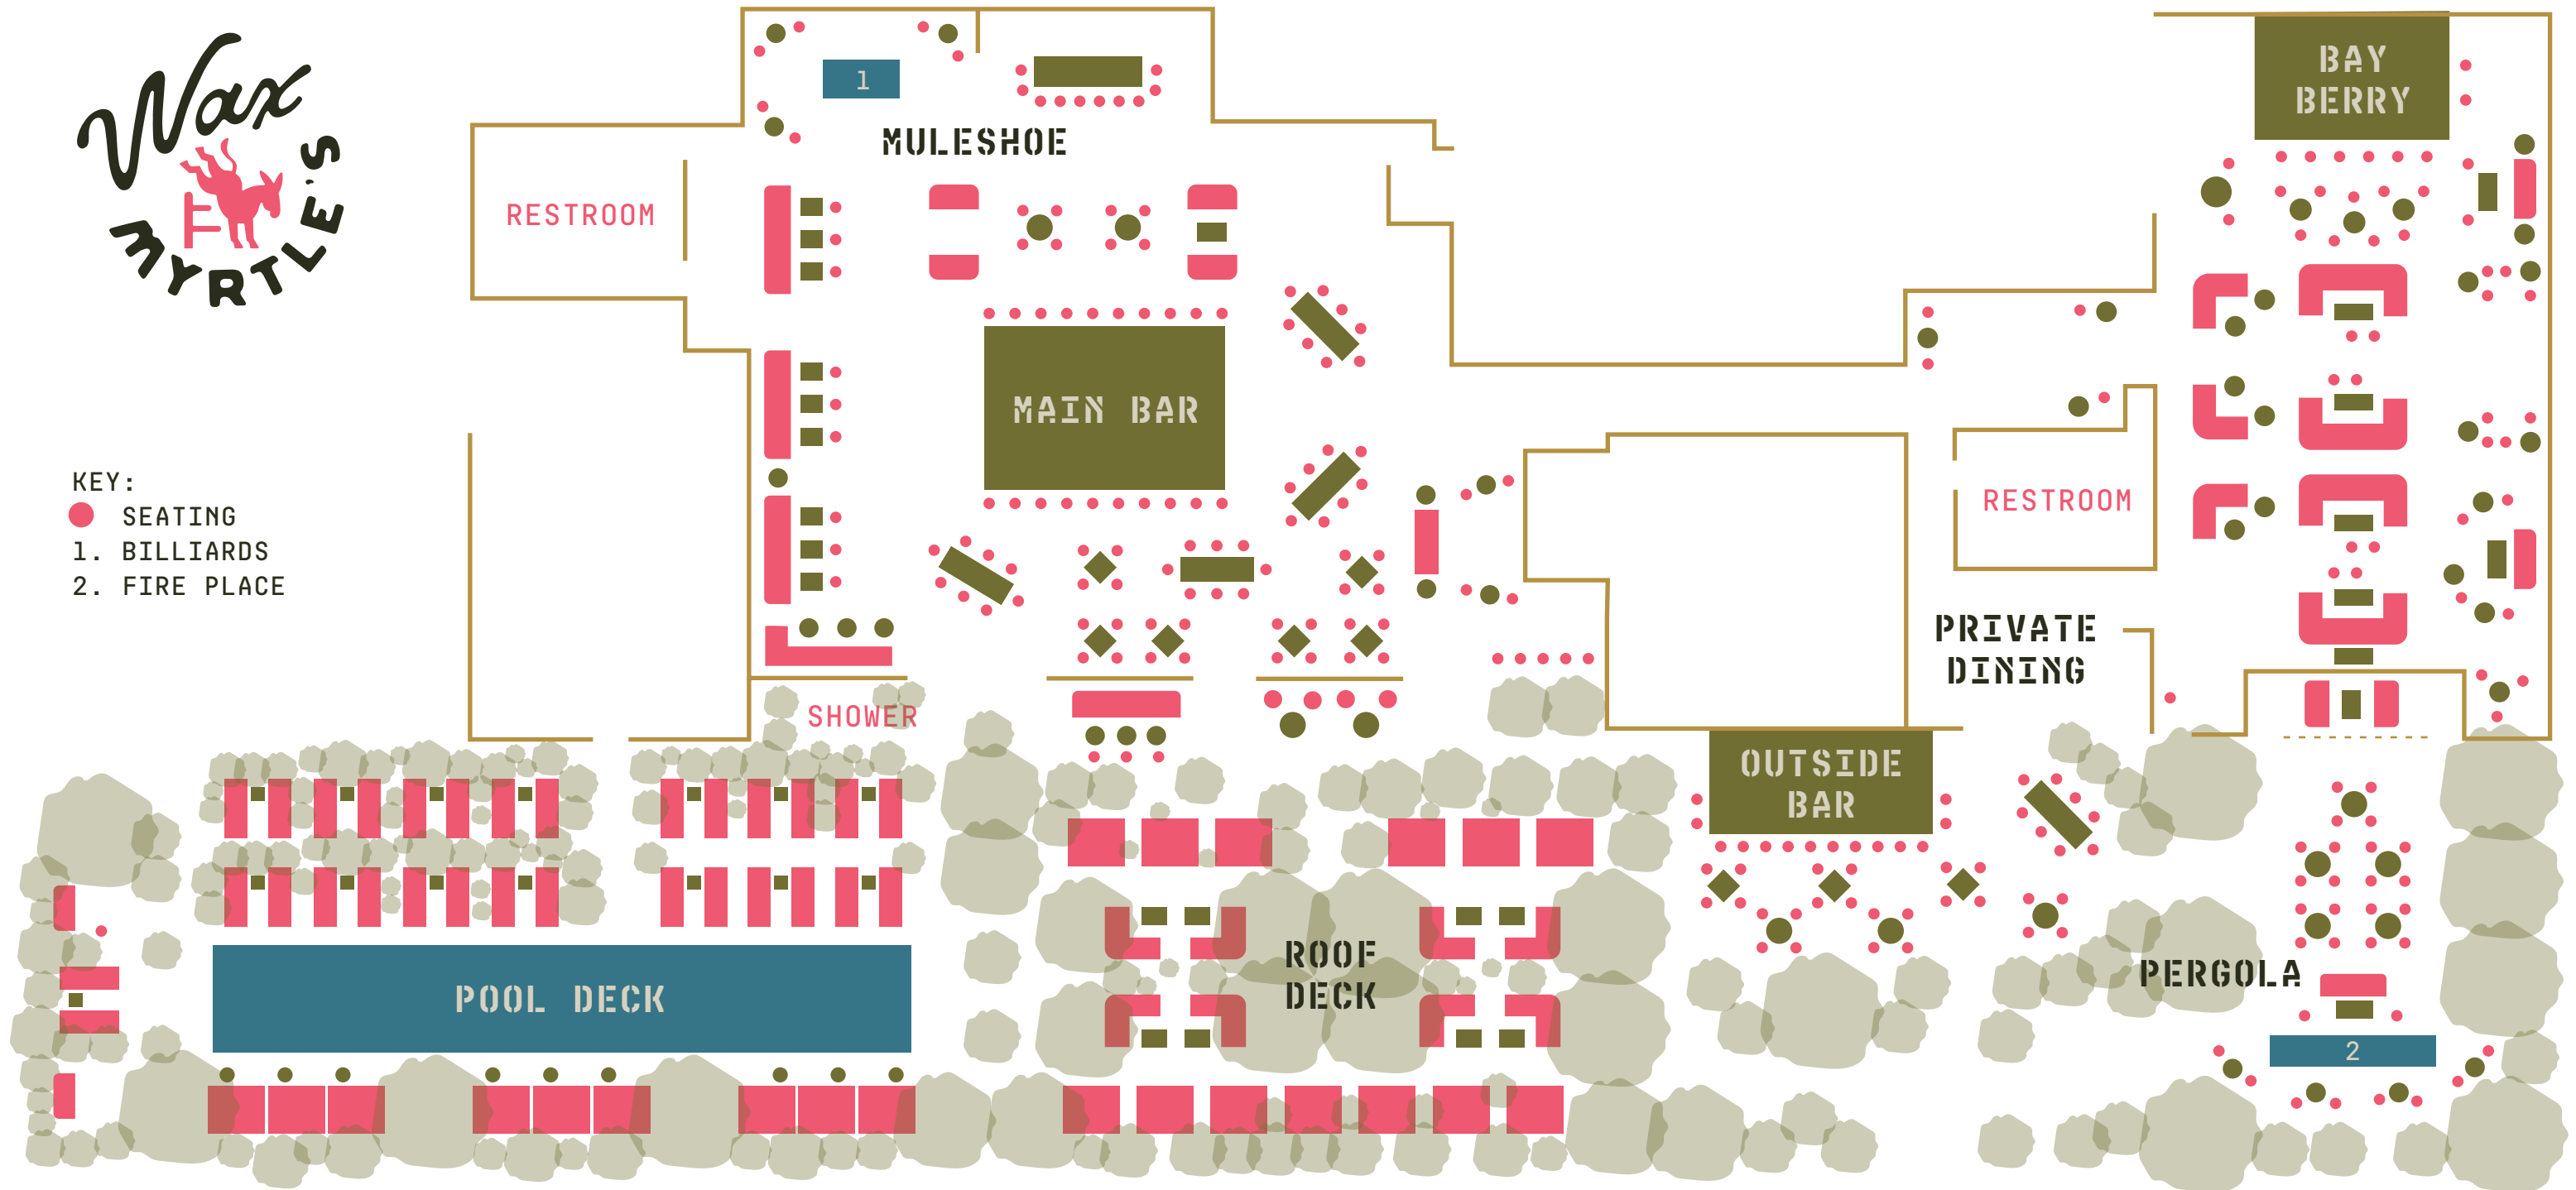 Wax
MYRTLE'S
KEY:
SEATING
1. BILLIARDS
2. FIRE PLACE
1
MULESHOE
RESTROOM
MAIN BAR
SHOWER
BAY
BERRY
RESTROOM
PRIVATE
DINING
OUTSIDE
BAR
POOL DECK
ROOF
DECK
PERGOLA
2